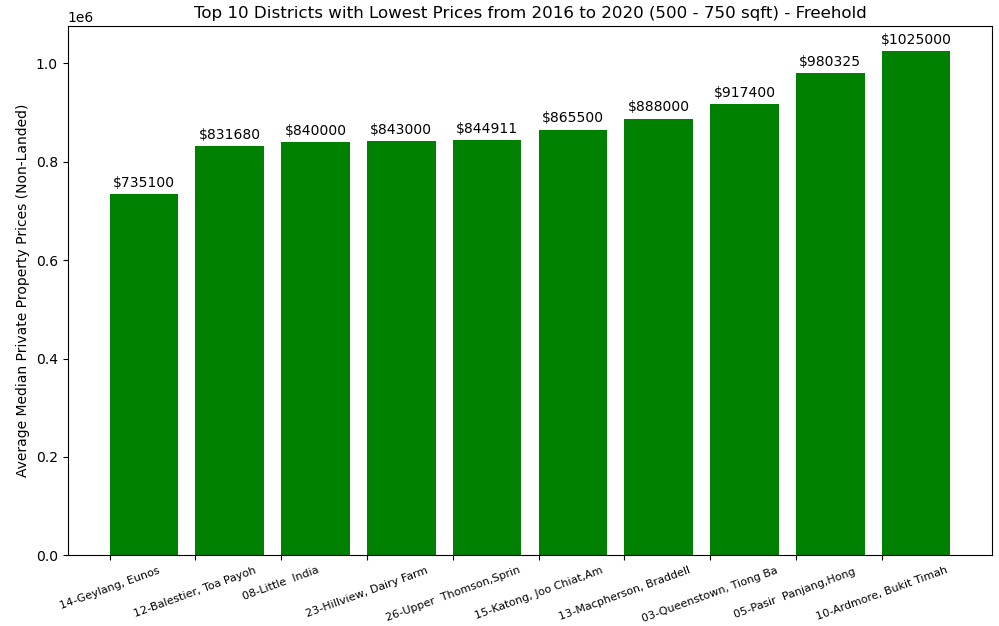 Top 10 Districts with Lowest Prices from 2016 to 2020 (500 - 750 sqft) - Freehold
1e6
Average Median Private Property Prices (Non-Landed)
1.0
0.8
0.6
0.4
0.2
0.0
$735100
$831680
$840000
$843000
$844911
$865500
$888000
$917400
$980325
$1025000
14-Geylang, Eunos
12-Balestier, Toa Payoh
08-Little  India
23-Hillview, Dairy Farm
26-Upper  Thomson,Sprin
15-Katong, Joo Chiat,Am
13-Macpherson, Braddell
03-Queenstown, Tiong Ba
05-Pasir  Panjang,Hong
10-Ardmore, Bukit Timah